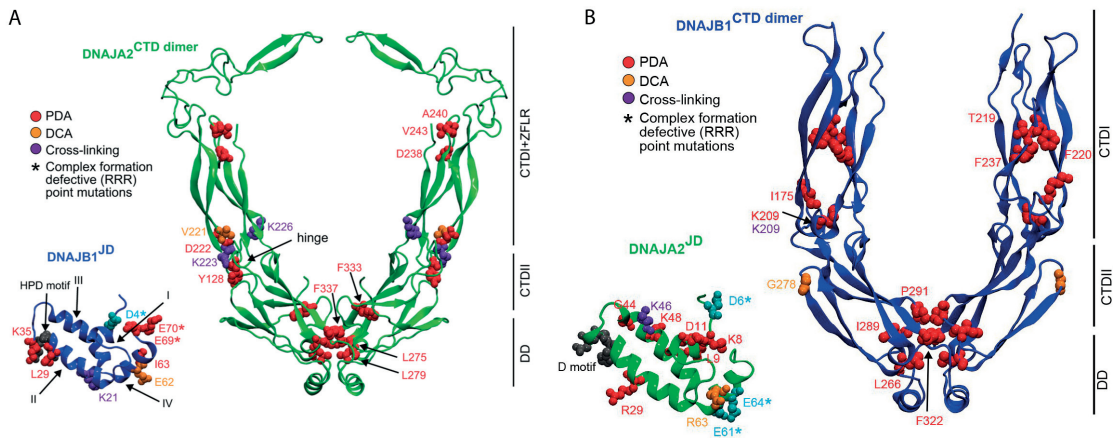 A
DNAJA2CTD dimer
PDA
DCA
Cross-linking
* Complex formation
defective (RRR)
point mutations
A240
V243
D238
V221
K226
D222
K223
hinge
Y128
F333
F337
L275
L279
CTDI+ZFLR
CTDII
DD
DNAJB1JD
HPD motif
III
I
D4*
K35
E70*
E69*
I63
L29
E62
II
K21
IV
B
DNAJB1CTD dimer
PDA
DCA
Cross-linking
* Complex formation
defective (RRR)
point mutations
T219
F220
F237
I175
K209
K209
G278
P291
I289
L266
F322
CTDI
CTDII
DD
DNAJA2JD
G44
K46
D6*
K48
D11
K8
L9
D motif
R29
R63
E64*
E61*